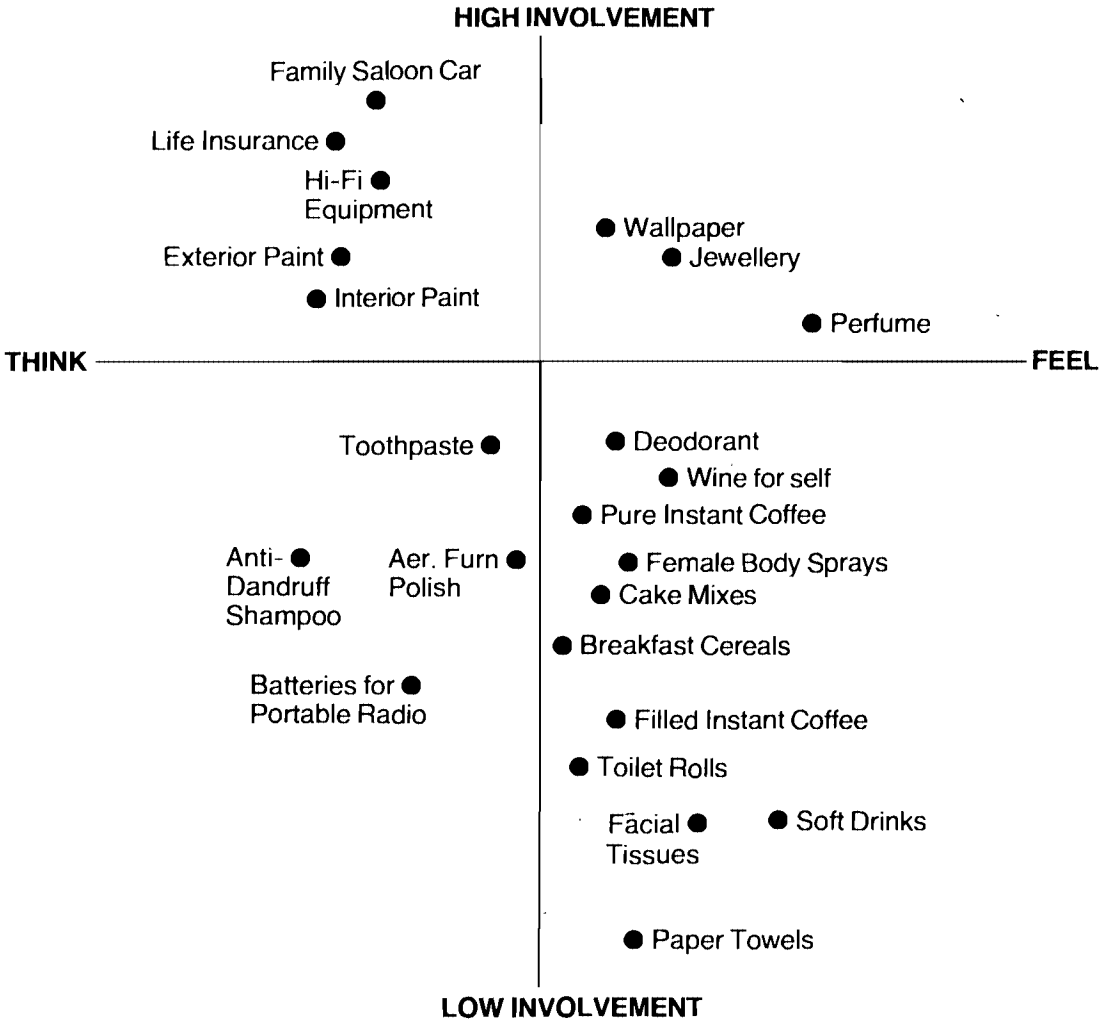 HIGH INVOLVEMENT
Family Saloon Car
Life Insurance
Hi-Fi
Equipment
Wallpaper
Exterior Paint
Jewellery
Interior Paint
Perfume
THINK
FEEL
Toothpaste
Deodorant
Wine for self
Pure Instant Coffee
Anti-
Dandruff
Shampoo
Aer. Furn
Polish
Female Body Sprays
Cake Mixes
Breakfast Cereals
Batteries for
Portable Radio
Filled Instant Coffee
Toilet Rolls
Facial
Tissues
Soft Drinks
Paper Towels
LOW INVOLVEMENT